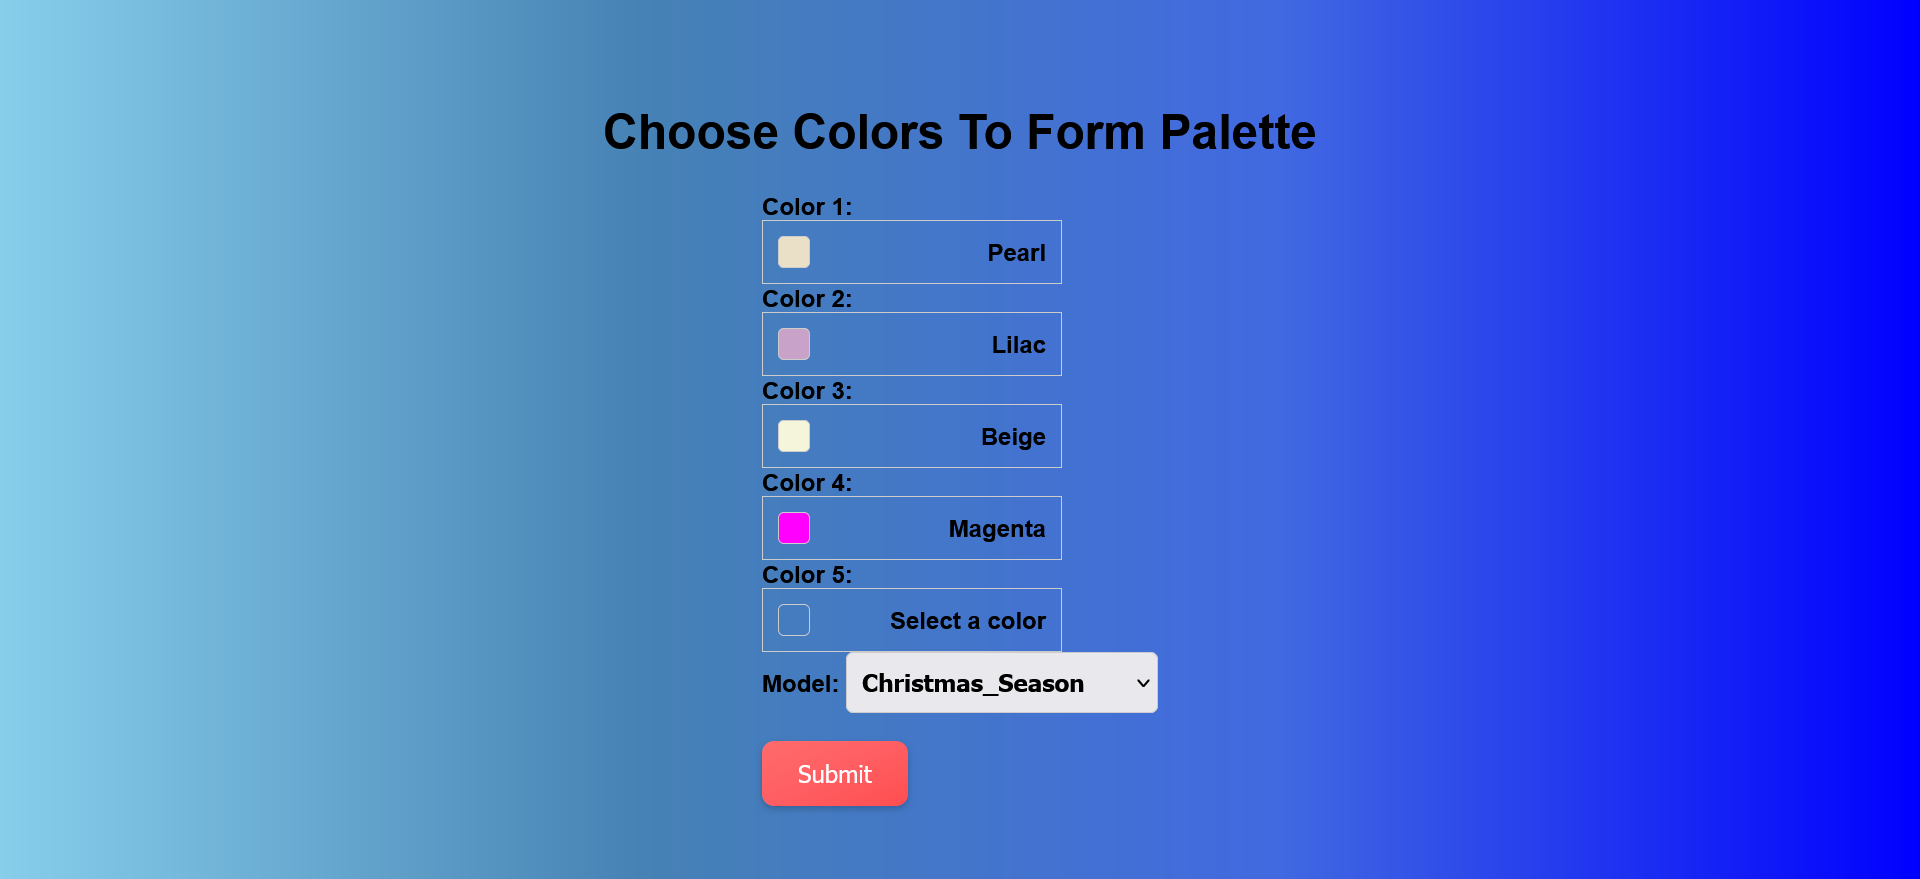 Choose Colors To Form Palette
Color 1:
Pearl
Color 2:
Lilac
Color 3:
Beige
Color 4:
Magenta
Color 5:
Select a color
Model: Christmas_Season
Submit